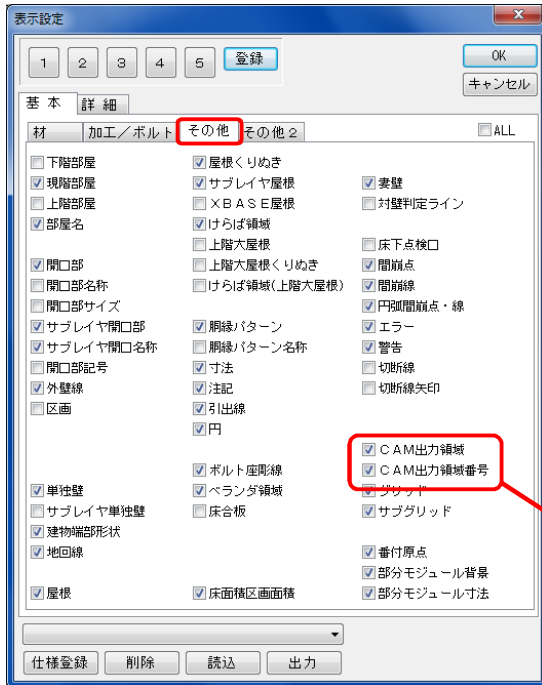 表示設定
1 2 3 4 5 登録 OK
キャンセル
基本 詳細
材 加工/ボルト その他 その他2 ALL
下階部屋 屋根くりぬき
現階部屋 サブレイヤ屋根 妻壁
上階部屋 XBASE屋根 対壁判定ライン
部屋名 けらば領域
上階大屋根 床下点検口
開口部 上階大屋根くりぬき 間崩点
開口部名称 けらば領域(上階大屋根) 間崩線
開口部サイズ 円弧間崩点・線
サブレイヤ開口部 胴縁パターン エラー
サブレイヤ開口名称 胴縁パターン名称 警告
開口部記号 寸法 切断線
外壁線 注記 切断線矢印
区画 引出線
円 CAM出力領域
ボルト座彫線 CAM出力領域番号
単独壁 ベランダ領域 グリッド
サブレイヤ単独壁 床合板 サブグリッド
建物端部形状
地回線 番付原点
部分モジュール背景
屋根 床面積区画面積 部分モジュール寸法
仕様登録 削除 読込 出力